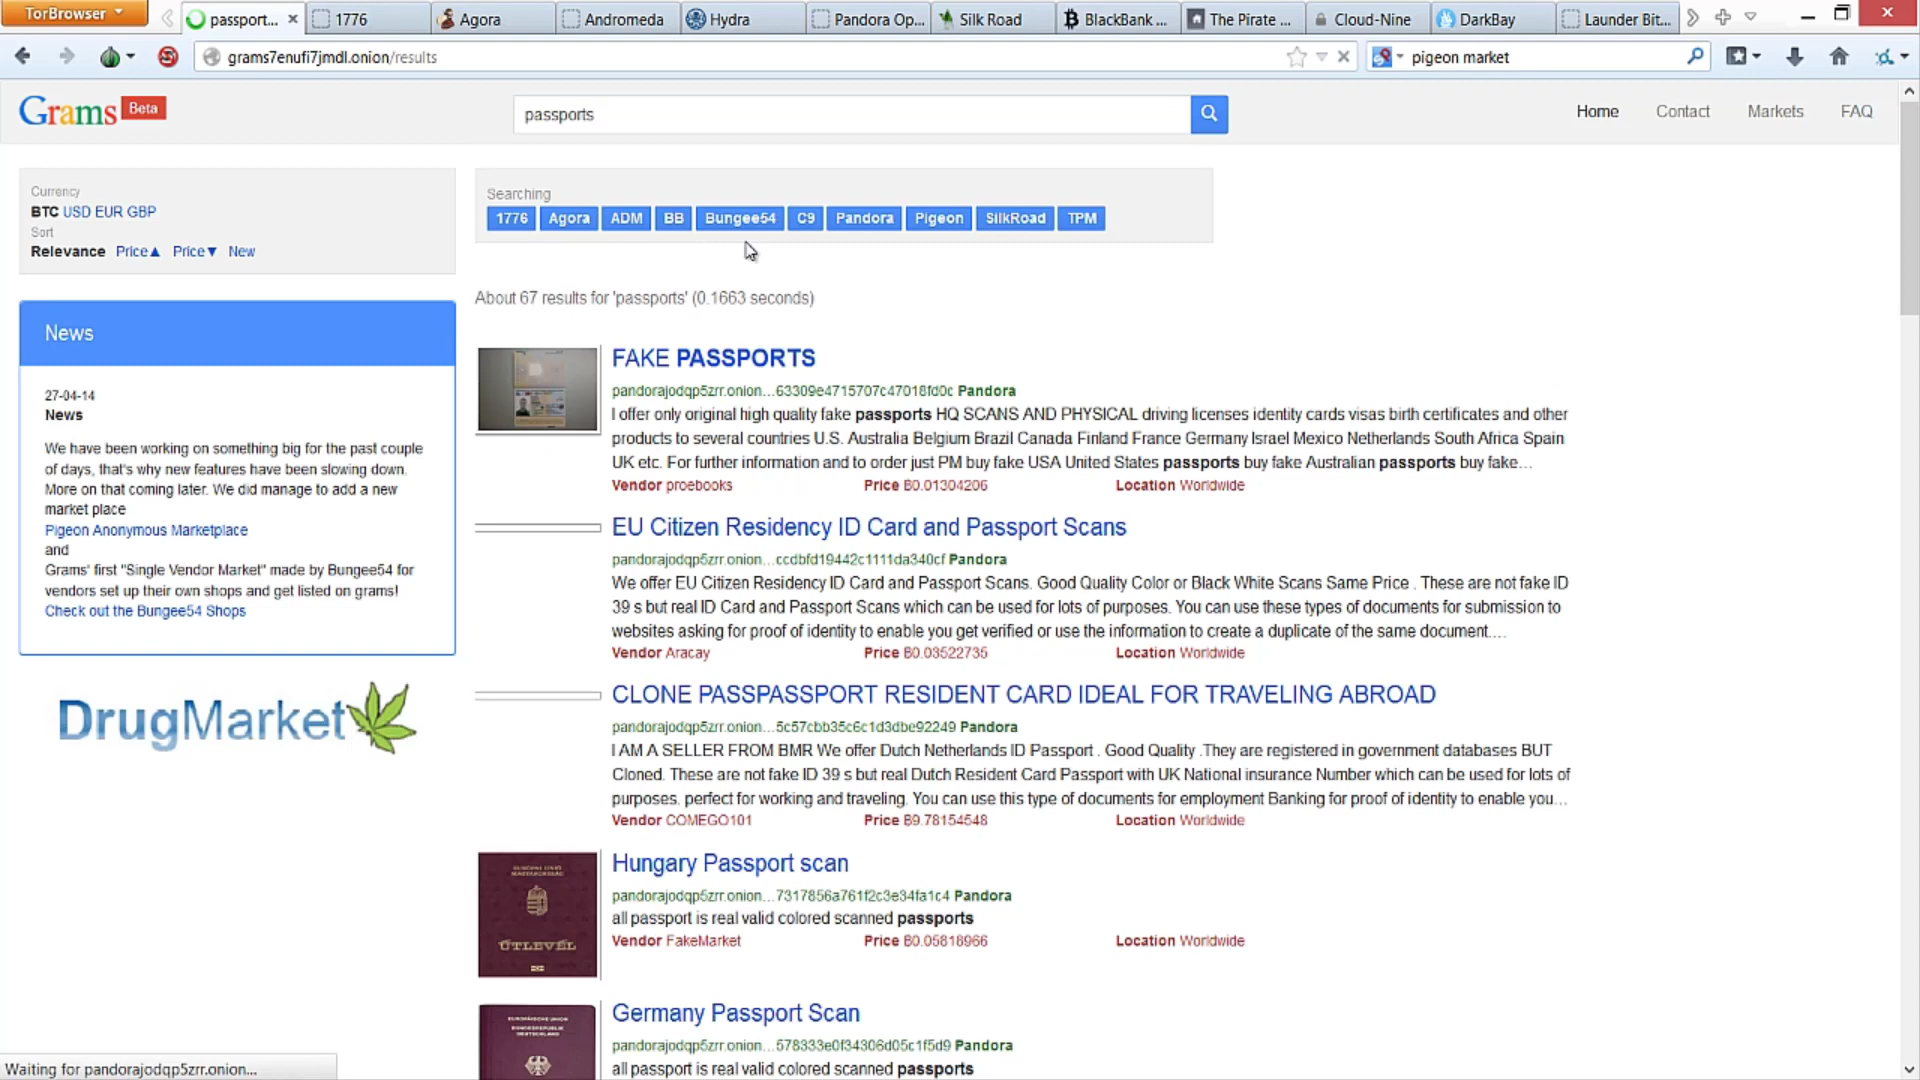 TorBrowser
passport...
1776
Agora
Andromeda
Hydra
Pandora Op...
Silk Road
BlackBank ...
The Pirate ...
Cloud-Nine
DarkBay
Launder Bit...
grams7enufi7jmdl.onion/results
pigeon market
Grams
Beta
passports
Home
Contact
Markets
FAQ
Currency
BTC USD EUR GBP
Sort
Relevance Price▲ Price▼ New
Searching
1776 Agora ADM BB Bungee54 C9 Pandora Pigeon SilkRoad TPM
About 67 results for 'passports' (0.1663 seconds)
News
27-04-14
News
We have been working on something big for the past couple
of days, that's why new features have been slowing down.
More on that coming later. We did manage to add a new
market place
Pigeon Anonymous Marketplace
and
Grams' first "Single Vendor Market" made by Bungee54 for
vendors set up their own shops and get listed on grams!
Check out the Bungee54 Shops
DrugMarket
FAKE PASSPORTS
pandorajodqp5zrr.onion...63309e4715707c47018fd0c Pandora
I offer only original high quality fake passports HQ SCANS AND PHYSICAL driving licenses identity cards visas birth certificates and other
products to several countries U.S. Australia Belgium Brazil Canada Finland France Germany Israel Mexico Netherlands South Africa Spain
UK etc. For further information and to order just PM buy fake USA United States passports buy fake Australian passports buy fake...
Vendor proebooks Price B0.01304206 Location Worldwide
EU Citizen Residency ID Card and Passport Scans
pandorajodqp5zrr.onion...ccdbfd19442c1111da340cf Pandora
We offer EU Citizen Residency ID Card and Passport Scans. Good Quality Color or Black White Scans Same Price . These are not fake ID
39 s but real ID Card and Passport Scans which can be used for lots of purposes. You can use these types of documents for submission to
websites asking for proof of identity to enable you get verified or use the information to create a duplicate of the same document....
Vendor Aracay Price B0.03522735 Location Worldwide
CLONE PASSPASSPORT RESIDENT CARD IDEAL FOR TRAVELING ABROAD
pandorajodqp5zrr.onion...5c57cbb35c6c1d3dbe92249 Pandora
I AM A SELLER FROM BMR We offer Dutch Netherlands ID Passport . Good Quality .They are registered in government databases BUT
Cloned. These are not fake ID 39 s but real Dutch Resident Card Passport with UK National insurance Number which can be used for lots of
purposes. perfect for working and traveling. You can use this type of documents for employment Banking for proof of identity to enable you...
Vendor COMEGO101 Price B9.78154548 Location Worldwide
Hungary Passport scan
pandorajodqp5zrr.onion...7317856a761f2c3e34fa1c4 Pandora
all passport is real valid colored scanned passports
Vendor FakeMarket Price B0.05818966 Location Worldwide
ÚTLEVÉL
Germany Passport Scan
pandorajodqp5zrr.onion...578333e0f34306d05c1f5d9 Pandora
all passport is real valid colored scanned passports
Waiting for pandorajodqp5zrr.onion...